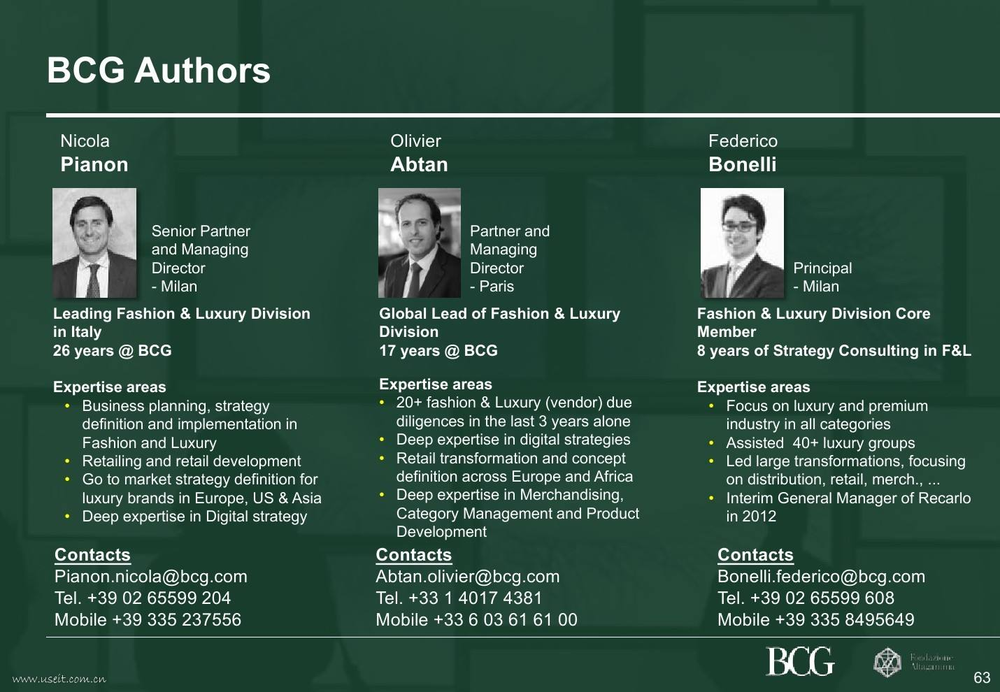 BCG Authors
Nicola
Pianon
Senior Partner
and Managing
Director
- Milan
Leading Fashion & Luxury Division
in Italy
26 years @ BCG
Expertise areas
• Business planning, strategy
definition and implementation in
Fashion and Luxury
• Retailing and retail development
• Go to market strategy definition for
luxury brands in Europe, US & Asia
• Deep expertise in Digital strategy
Contacts
Pianon.nicola@bcg.com
Tel. +39 02 65599 204
Mobile +39 335 237556
Olivier
Abtan
Partner and
Managing
Director
- Paris
Global Lead of Fashion & Luxury
Division
17 years @ BCG
Expertise areas
• 20+ fashion & Luxury (vendor) due
diligences in the last 3 years alone
• Deep expertise in digital strategies
• Retail transformation and concept
definition across Europe and Africa
• Deep expertise in Merchandising,
Category Management and Product
Development
Contacts
Abtan.olivier@bcg.com
Tel. +33 1 4017 4381
Mobile +33 6 03 61 61 00
Federico
Bonelli
Principal
- Milan
Fashion & Luxury Division Core
Member
8 years of Strategy Consulting in F&L
Expertise areas
• Focus on luxury and premium
industry in all categories
• Assisted  40+ luxury groups
• Led large transformations, focusing
on distribution, retail, merch., ...
• Interim General Manager of Recarlo
in 2012
Contacts
Bonelli.federico@bcg.com
Tel. +39 02 65599 608
Mobile +39 335 8495649
BCG
Fondazione
Altagamma
www.useit.com.cn
63